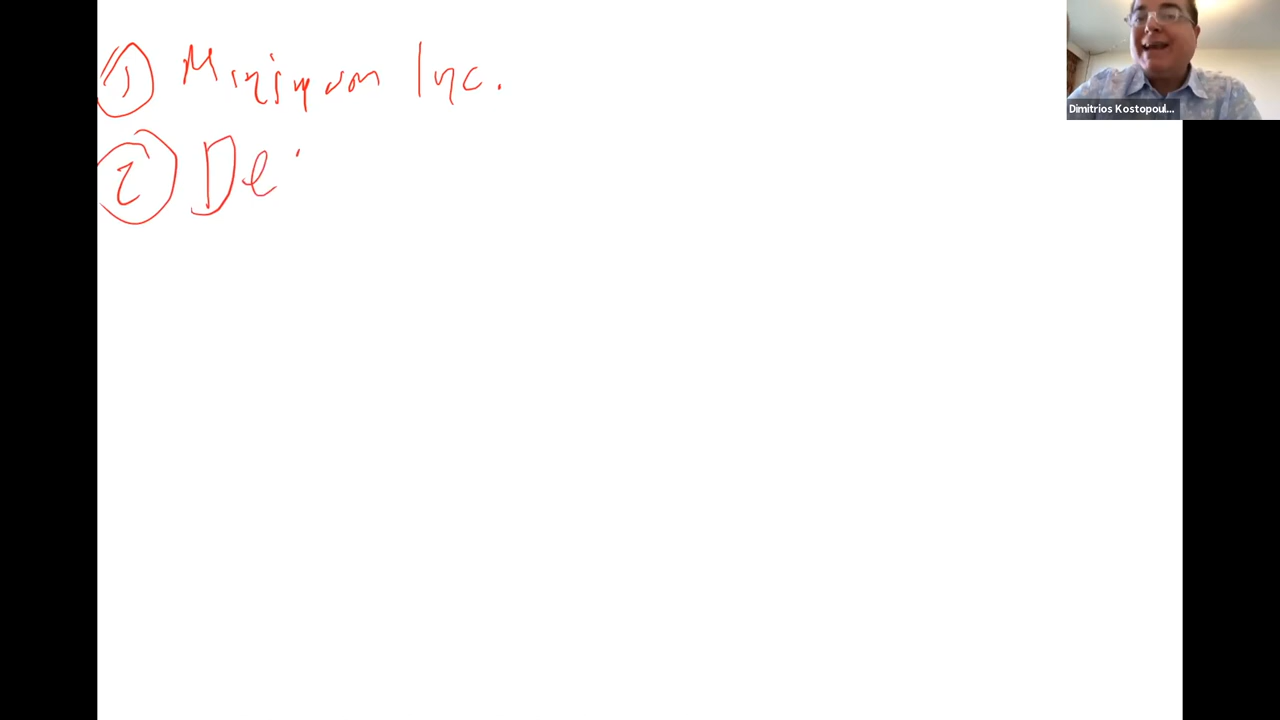 ① Minimum Inc.
② De
Dimitrios Kostopoul...